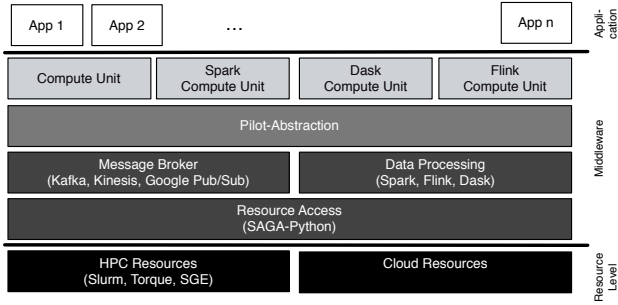 App 1
App 2
...
App n
Appli-
cation
Compute Unit
Spark
Compute Unit
Dask
Compute Unit
Flink
Compute Unit
Pilot-Abstraction
Message Broker
(Kafka, Kinesis, Google Pub/Sub)
Data Processing
(Spark, Flink, Dask)
Resource Access
(SAGA-Python)
Middleware
HPC Resources
(Slurm, Torque, SGE)
Cloud Resources
Resource
Level